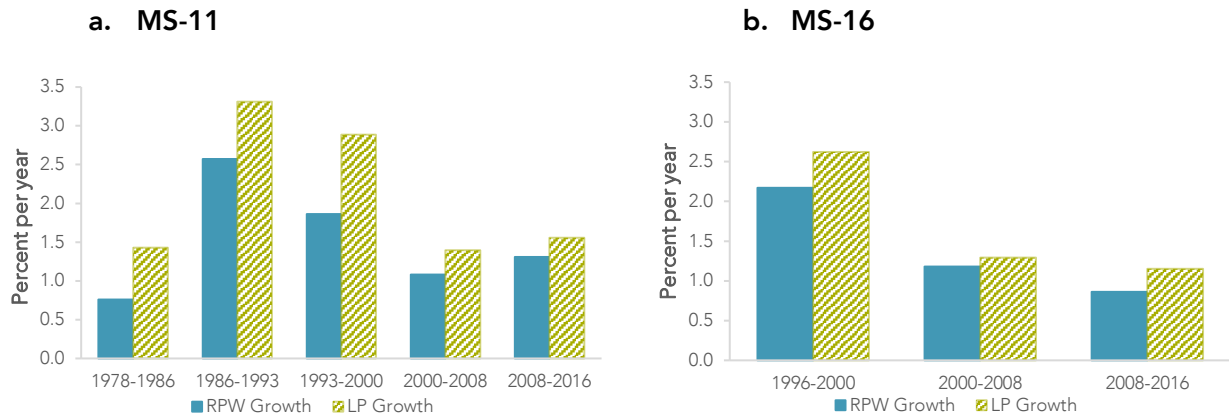 a. MS-11
Percent per year
3.5
3.0
2.5
2.0
1.5
1.0
0.5
0.0
1978-1986 1986-1993 1993-2000 2000-2008 2008-2016
RPW Growth LP Growth
b. MS-16
Percent per year
3.5
3.0
2.5
2.0
1.5
1.0
0.5
0.0
1996-2000 2000-2008 2008-2016
RPW Growth LP Growth